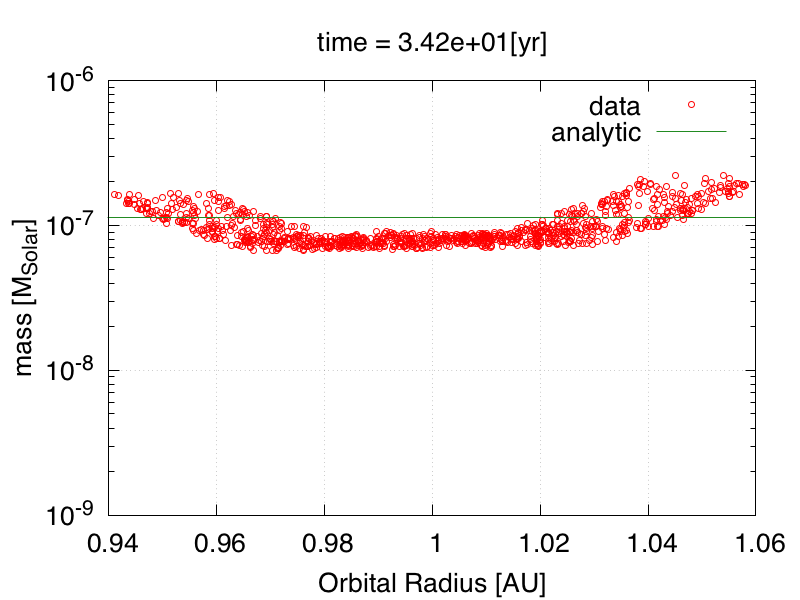 time = 3.42e+01[yr]
10^-6
data
analytic
10^-7
10^-8
10^-9
mass [M_Solar]
0.94 0.96 0.98 1 1.02 1.04 1.06
Orbital Radius [AU]